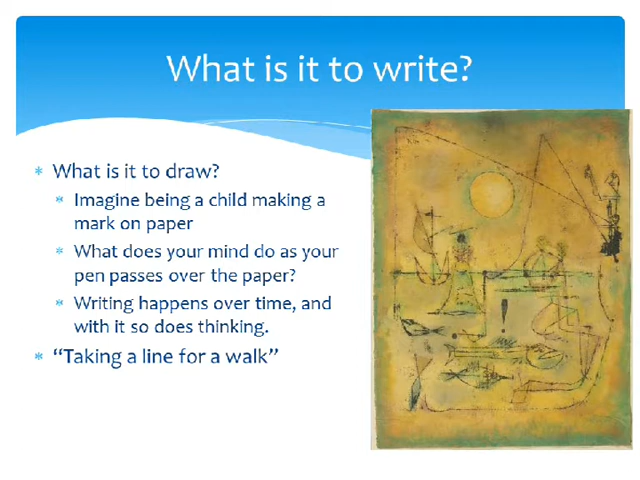 What is it to write?
* What is it to draw?
* Imagine being a child making a
mark on paper
* What does your mind do as your
pen passes over the paper?
* Writing happens over time, and
with it so does thinking.
* “Taking a line for a walk”